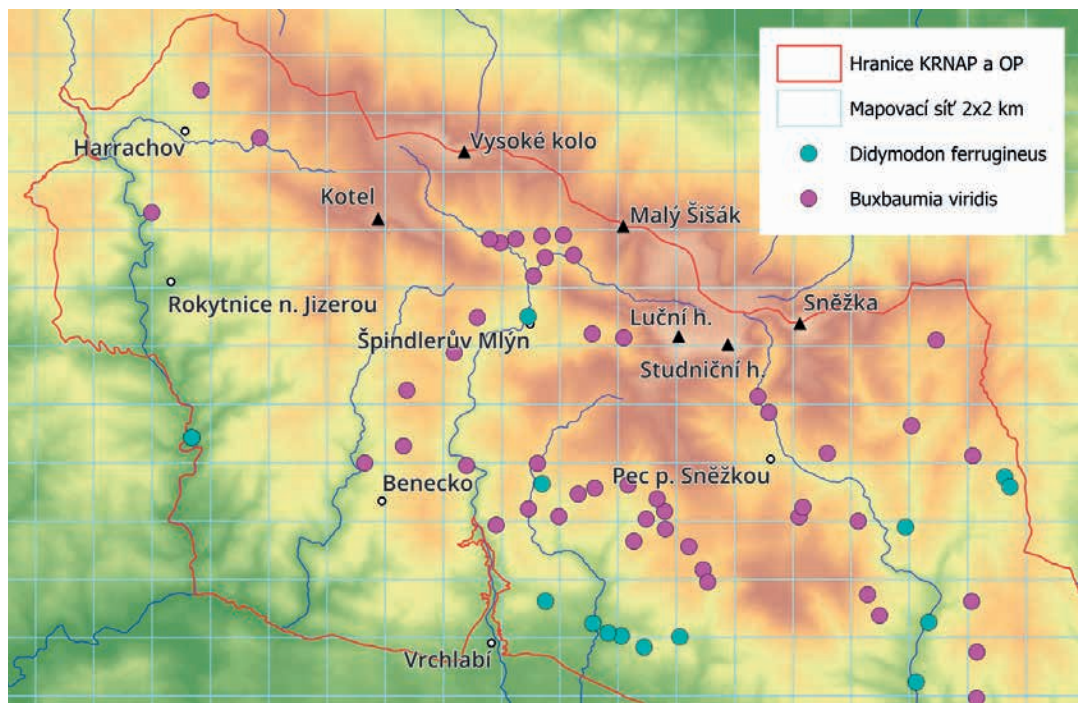 Hranice KRNAP a OP
Mapovací síť 2x2 km
Didymodon ferrugineus
Buxbaumia viridis
Harrachov
Vysoké kolo
Kotel
Malý Šišák
Rokytnice n. Jizerou
Sněžka
Luční h.
Špindlerův Mlýn
Studniční h.
Pec p. Sněžkou
Benecko
Vrchlabí